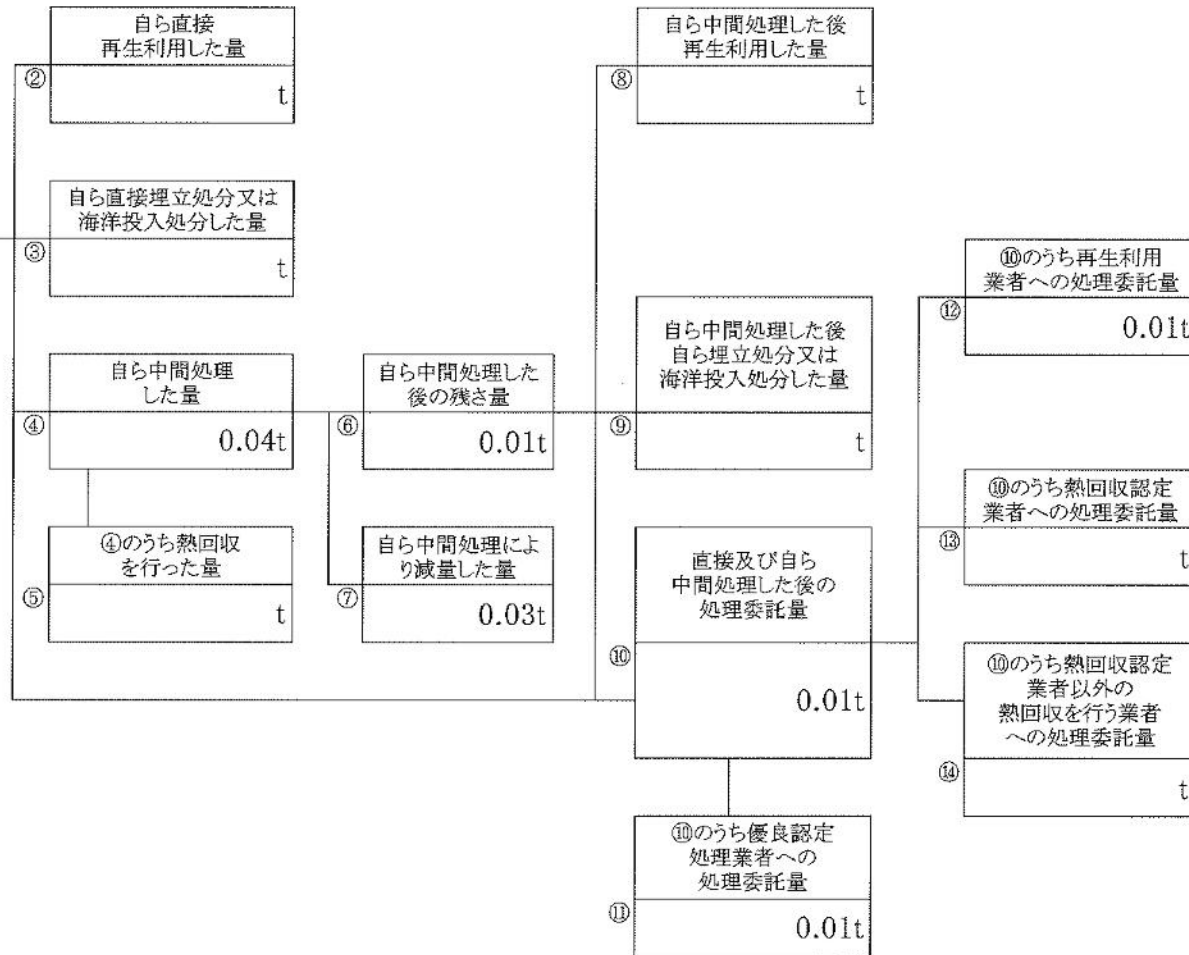 自ら直接
再生利用した量
②
t
自ら直接埋立処分又は
海洋投入処分した量
③
t
自ら中間処理
した量
④
0.04t
④のうち熱回収
を行った量
⑤
t
自ら中間処理した
後の残さ量
⑥
0.01t
自ら中間処理によ
り減量した量
⑦
0.03t
自ら中間処理した後
再生利用した量
⑧
t
自ら中間処理した後
自ら埋立処分又は
海洋投入処分した量
⑨
t
直接及び自ら
中間処理した後の
処理委託量
⑩
0.01t
⑩のうち優良認定
処理業者への
処理委託量
⑪
0.01t
⑩のうち再生利用
業者への処理委託量
⑫
0.01t
⑩のうち熱回収認定
業者への処理委託量
⑬
t
⑩のうち熱回収認定
業者以外の
熱回収を行う業者
への処理委託量
⑭
t